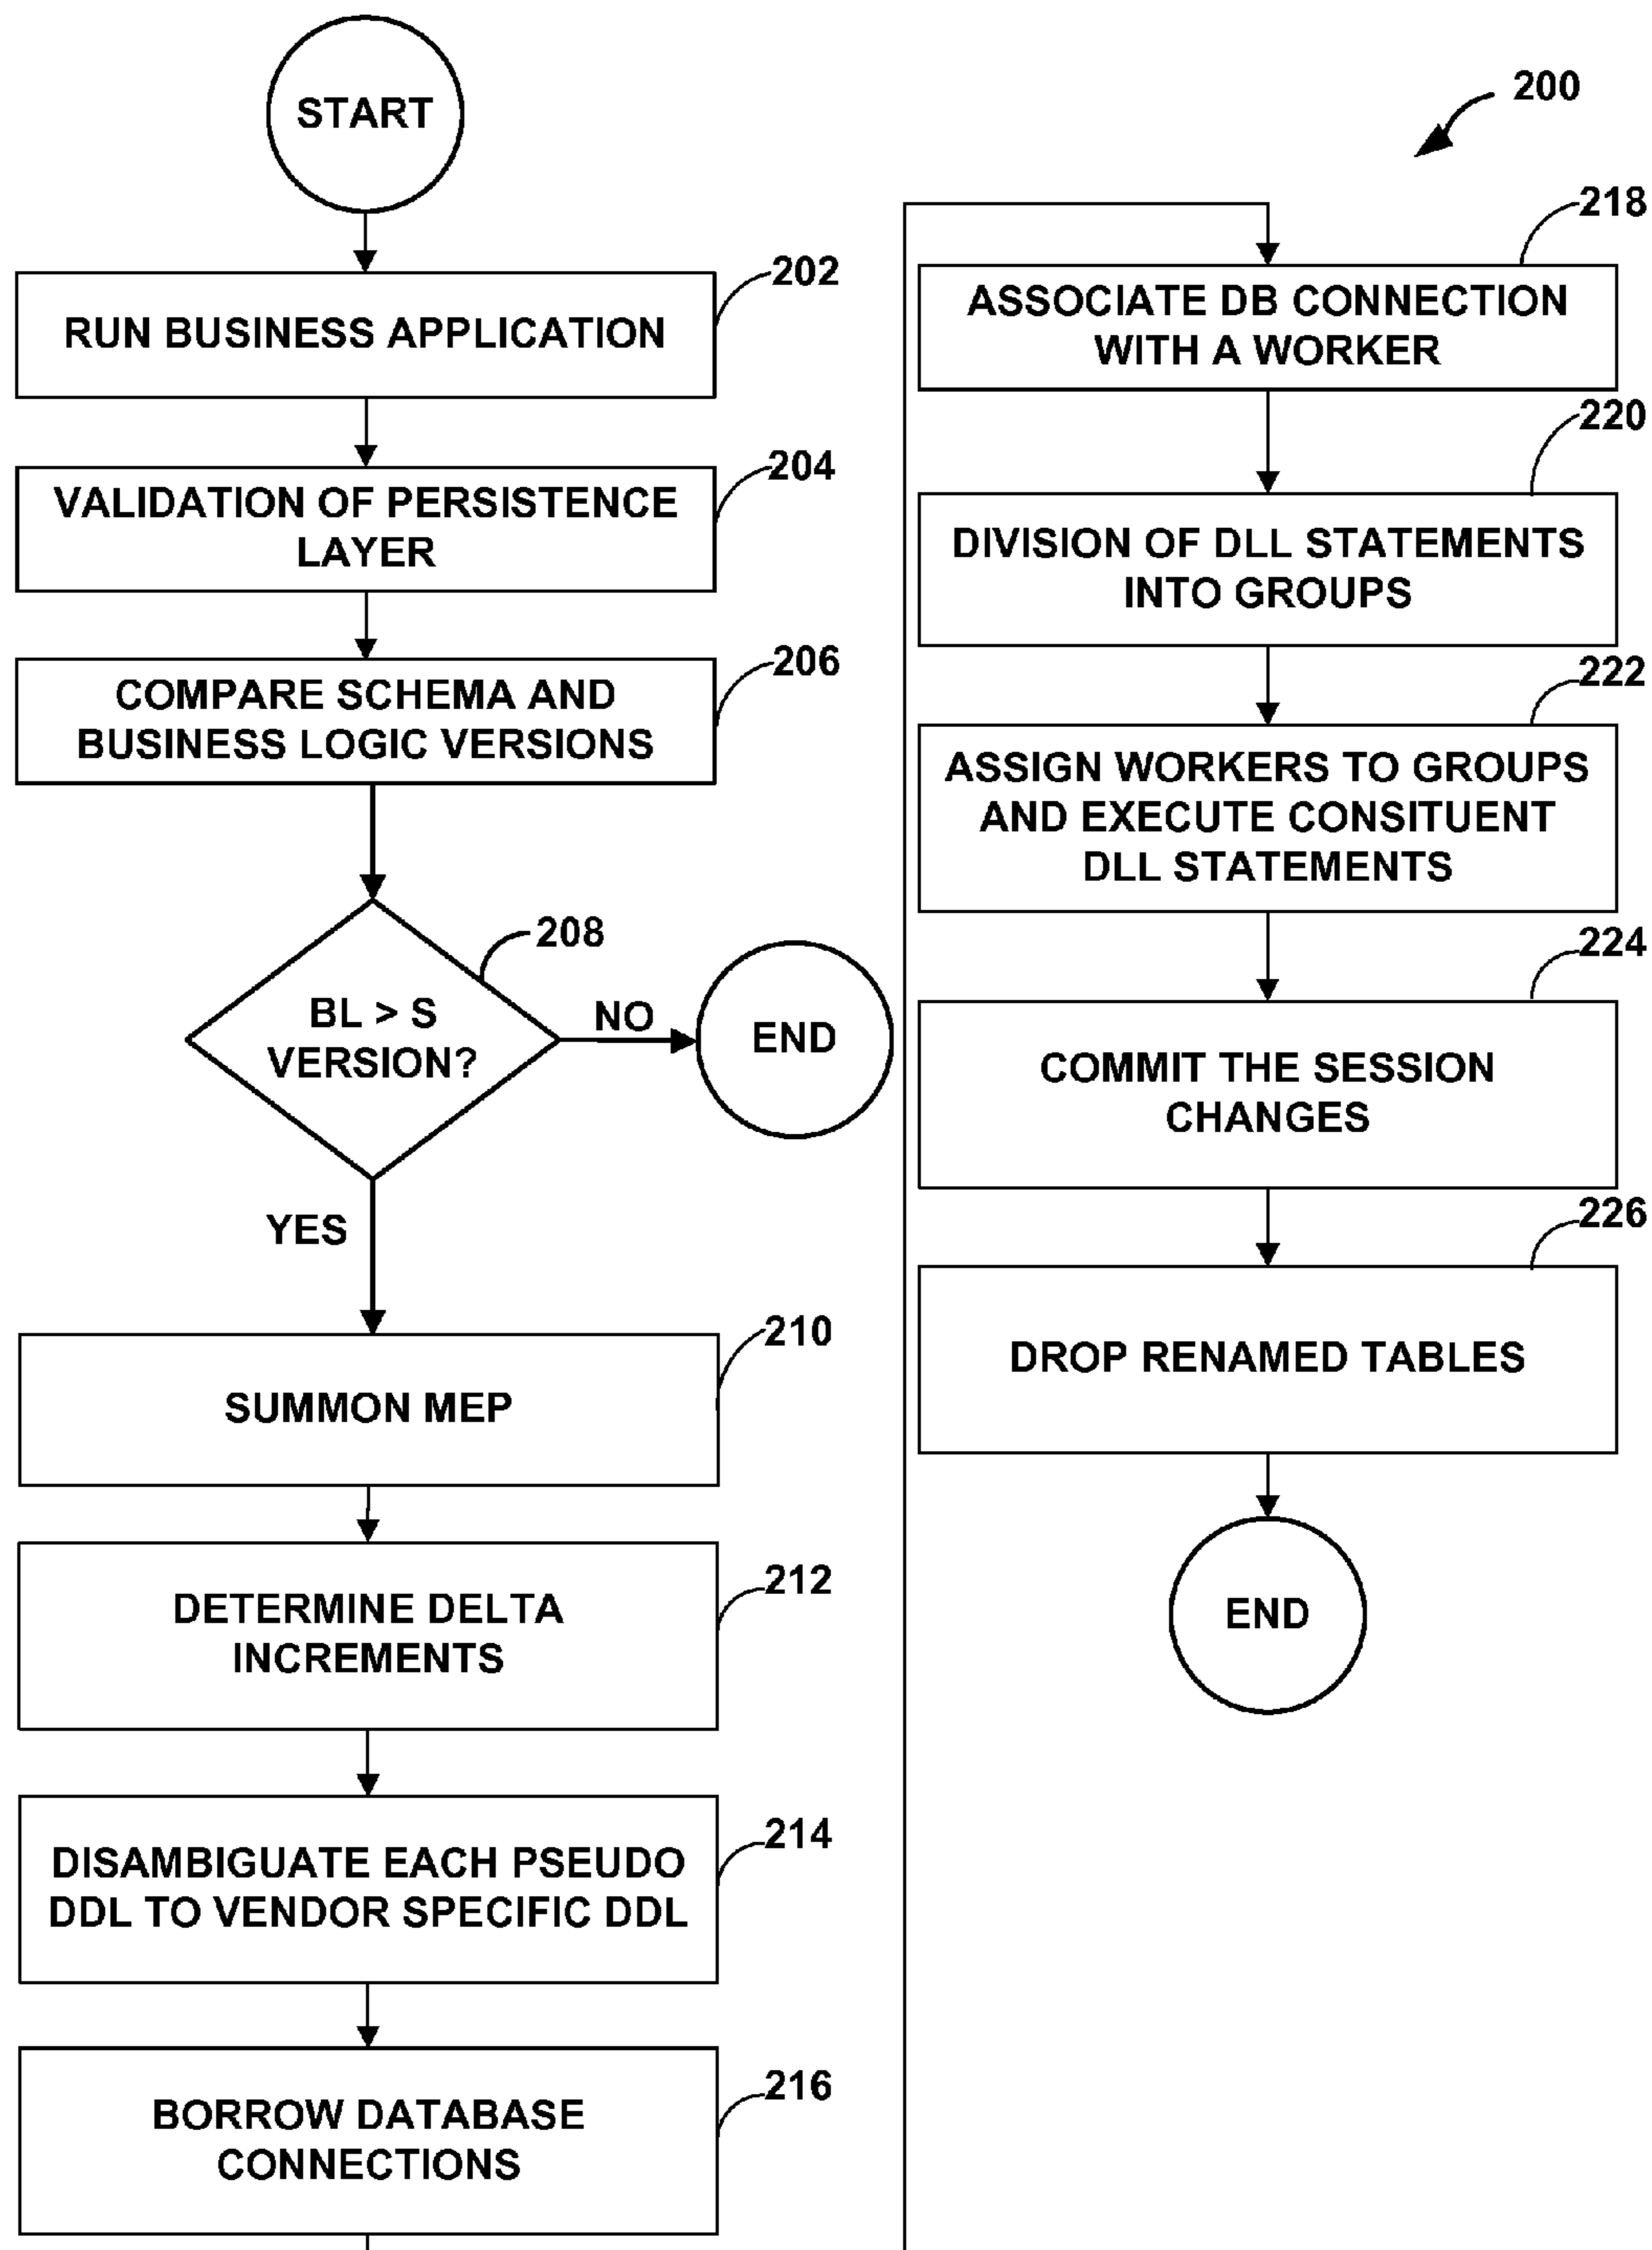 START
200
202
RUN BUSINESS APPLICATION
204
VALIDATION OF PERSISTENCE
LAYER
206
COMPARE SCHEMA AND
BUSINESS LOGIC VERSIONS
208
BL > S
VERSION?
NO
END
YES
210
SUMMON MEP
212
DETERMINE DELTA
INCREMENTS
214
DISAMBIGUATE EACH PSEUDO
DDL TO VENDOR SPECIFIC DDL
216
BORROW DATABASE
CONNECTIONS
218
ASSOCIATE DB CONNECTION
WITH A WORKER
220
DIVISION OF DLL STATEMENTS
INTO GROUPS
222
ASSIGN WORKERS TO GROUPS
AND EXECUTE CONSITUENT
DLL STATEMENTS
224
COMMIT THE SESSION
CHANGES
226
DROP RENAMED TABLES
END